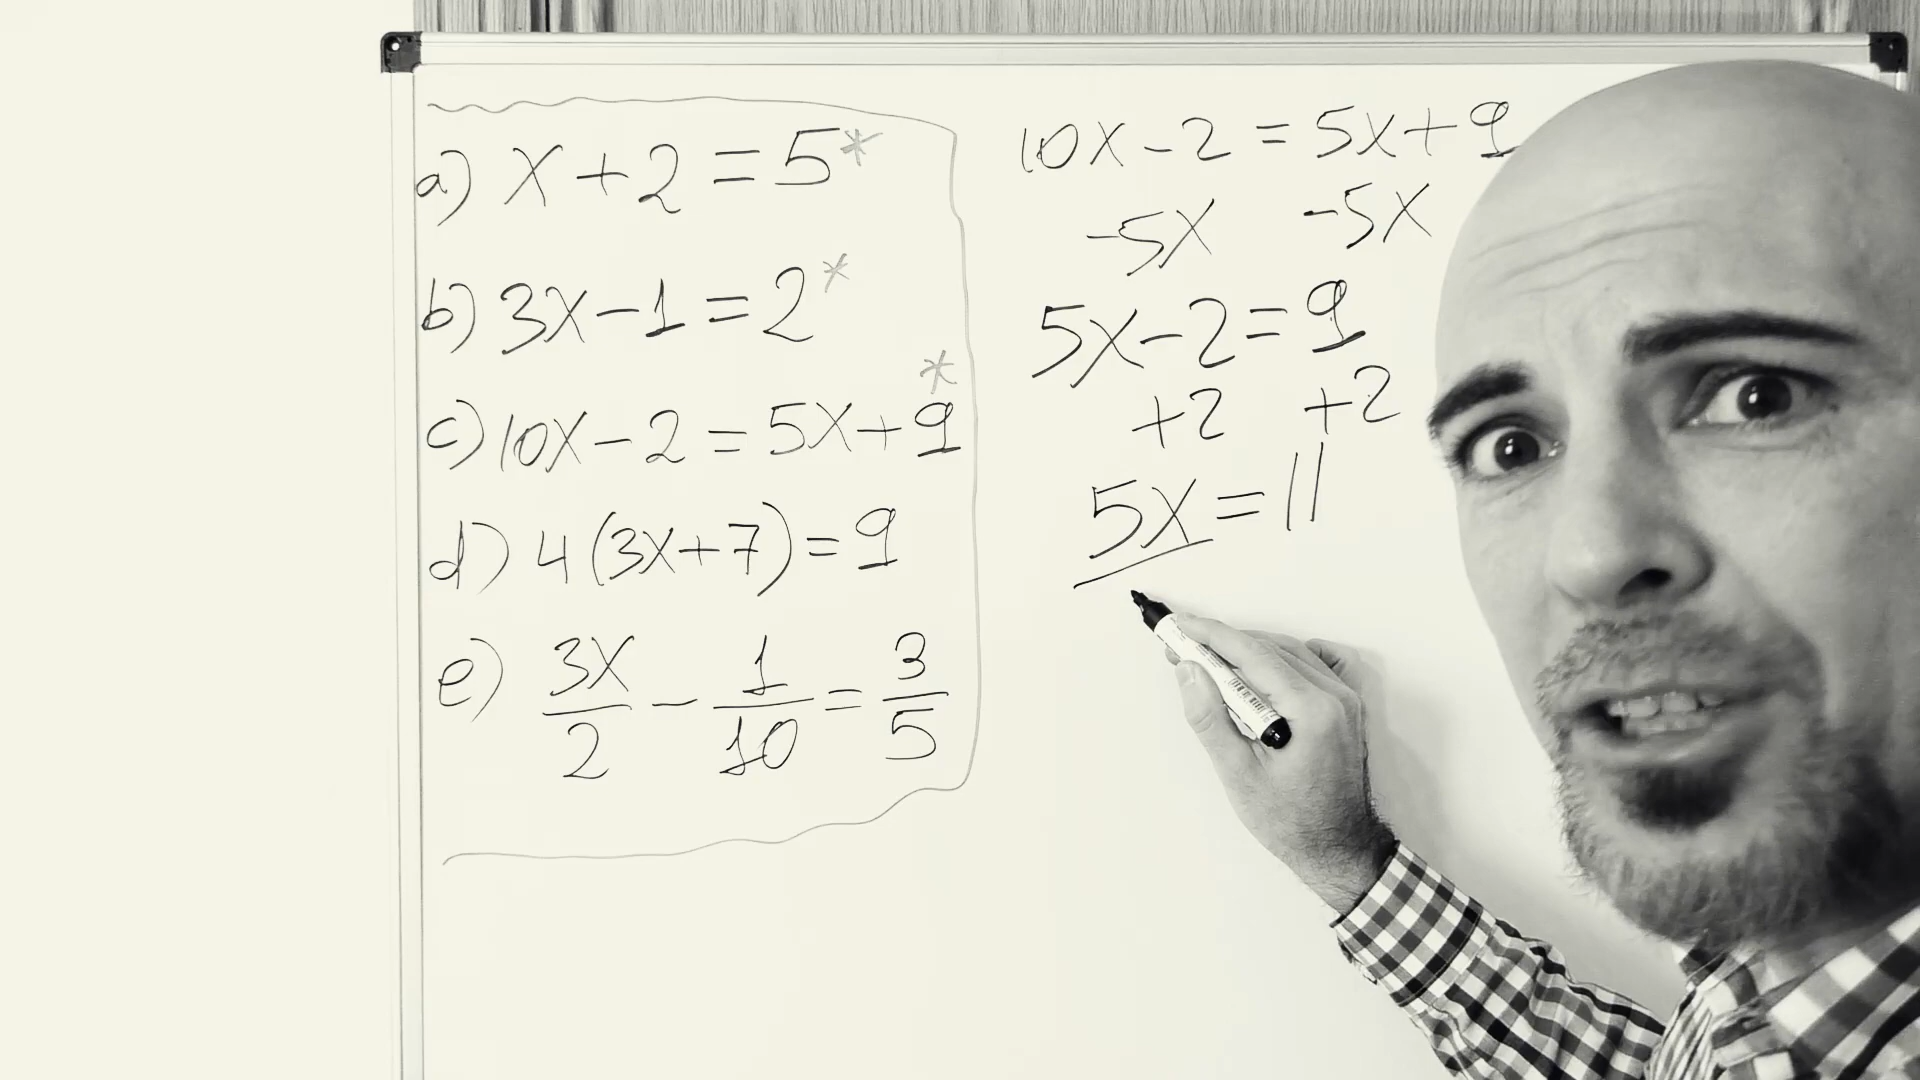 a) x + 2 = 5*
b) 3x - 1 = 2*
c) 10x - 2 = 5x + 9*
d) 4(3x + 7) = 9
e) 3x/2 - 1/10 = 3/5
10x - 2 = 5x + 9
-5x -5x
5x - 2 = 9
+2 +2
5x = 11